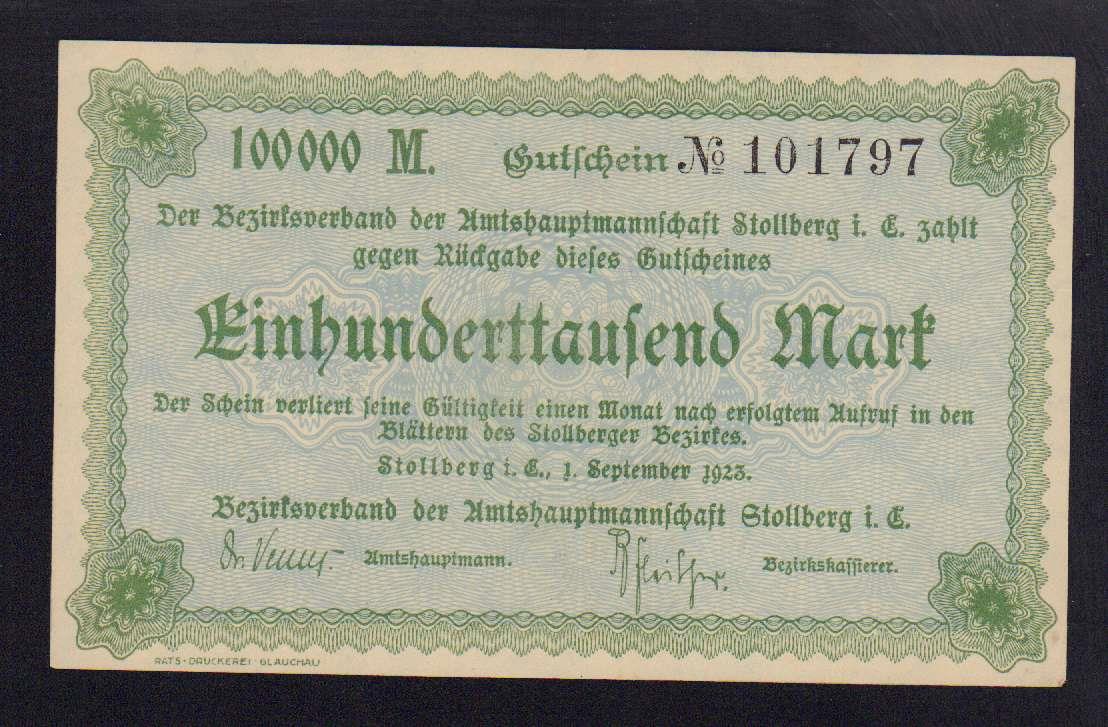 100000 M. Gutschein № 101797
Der Bezirksverband der Amtshauptmannschaft Stollberg i. E. zahlt
gegen Rückgabe dieses Gutscheines
Einhunderttausend Mark
Der Schein verliert seine Gültigkeit einen Monat nach erfolgtem Aufruf in den
Blättern des Stollberger Bezirkes.
Stollberg i. E., 1. September 1923.
Bezirksverband der Amtshauptmannschaft Stollberg i. E.
Dr. Amtshauptmann. Bezirkskassierer.
RATS-DRUCKEREI GLAUCHAU